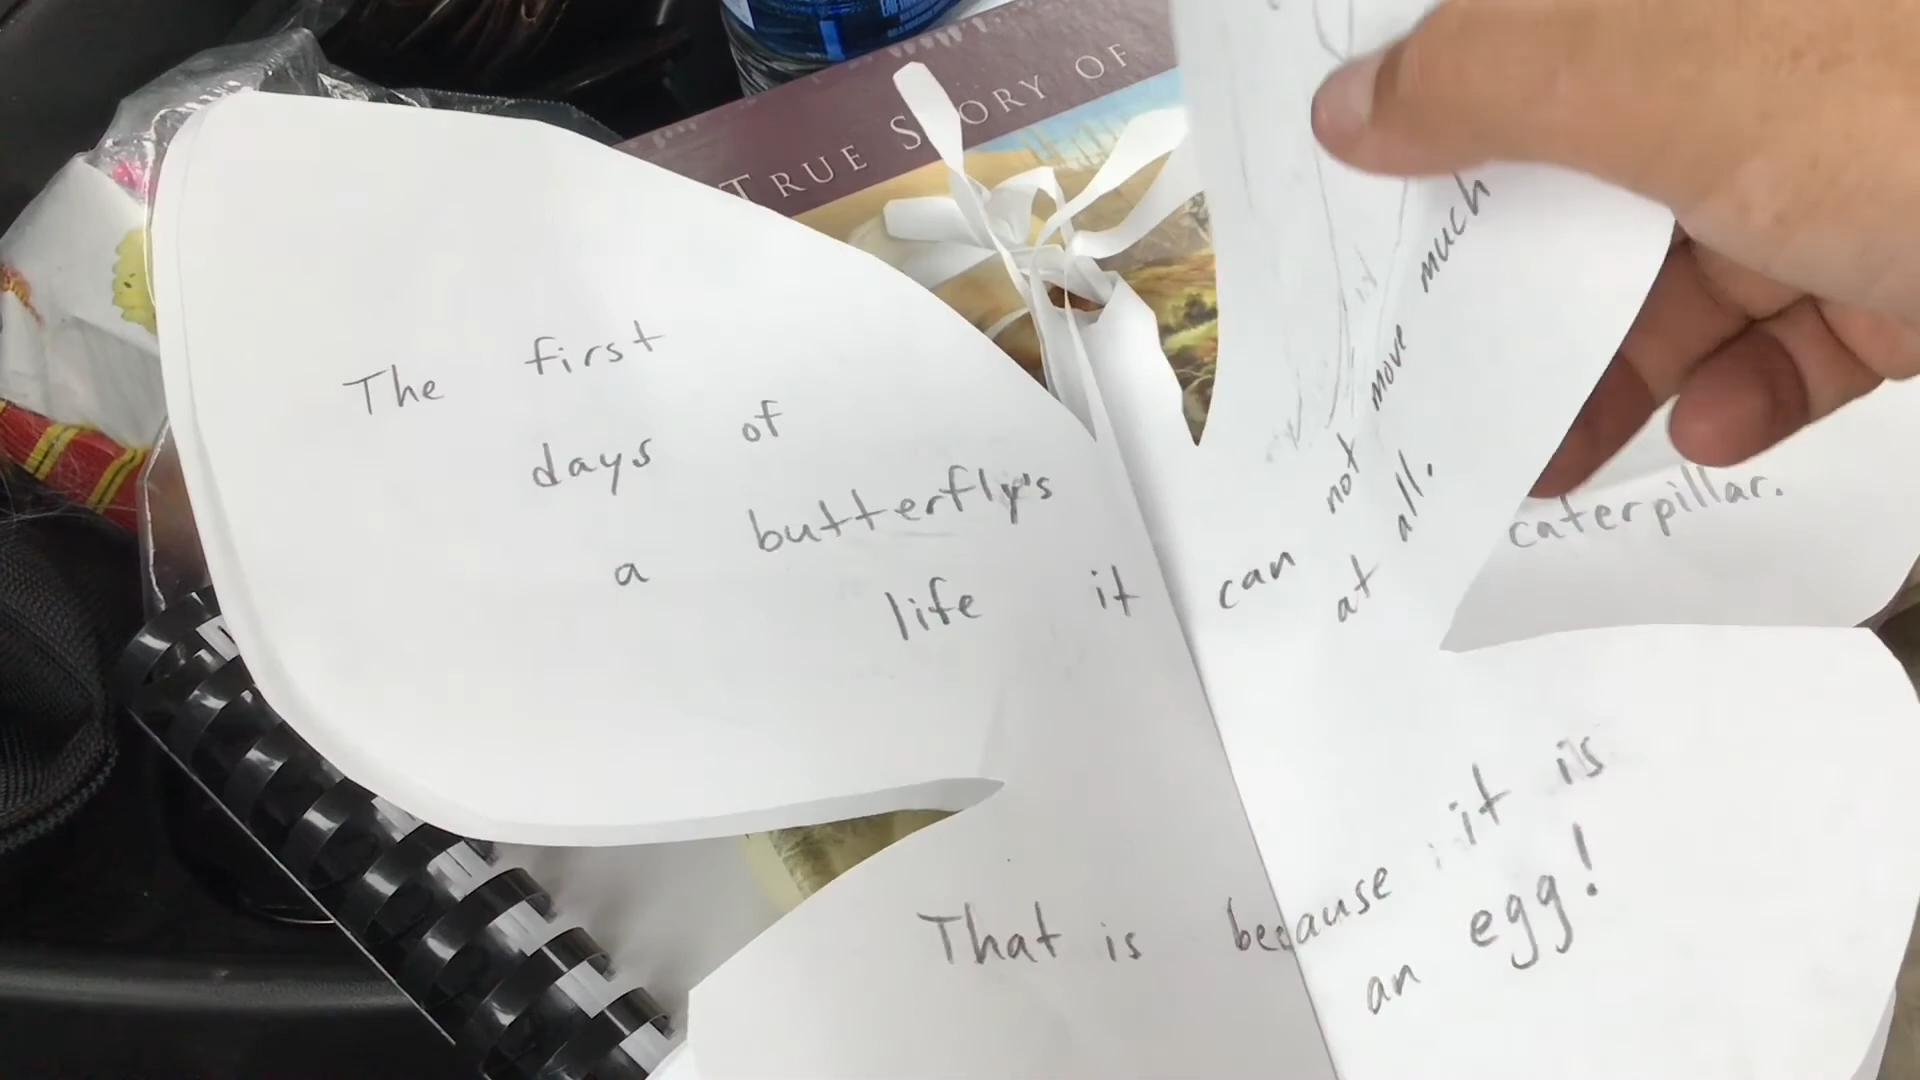 TRUE STORY OF
The first
days of
a butterfly's
life it can
not move much
at all.
caterpillar.
That is because it is
an egg!